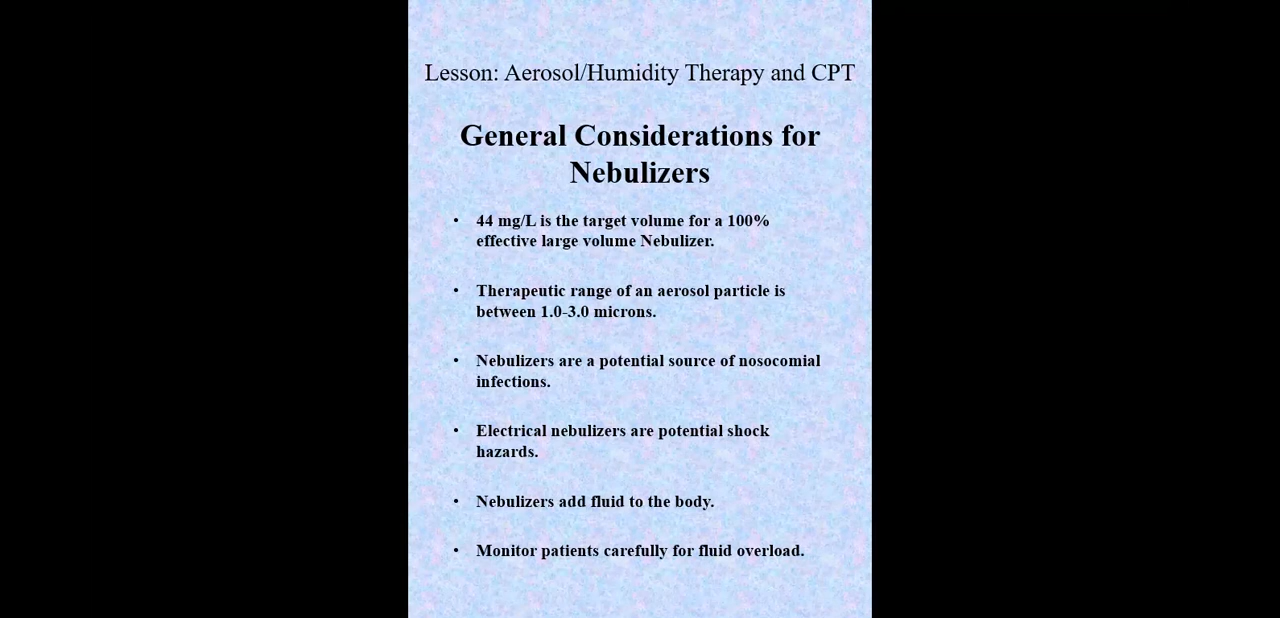 Lesson: Aerosol/Humidity Therapy and CPT
General Considerations for
Nebulizers
• 44 mg/L is the target volume for a 100%
effective large volume Nebulizer.
• Therapeutic range of an aerosol particle is
between 1.0-3.0 microns.
• Nebulizers are a potential source of nosocomial
infections.
• Electrical nebulizers are potential shock
hazards.
• Nebulizers add fluid to the body.
• Monitor patients carefully for fluid overload.